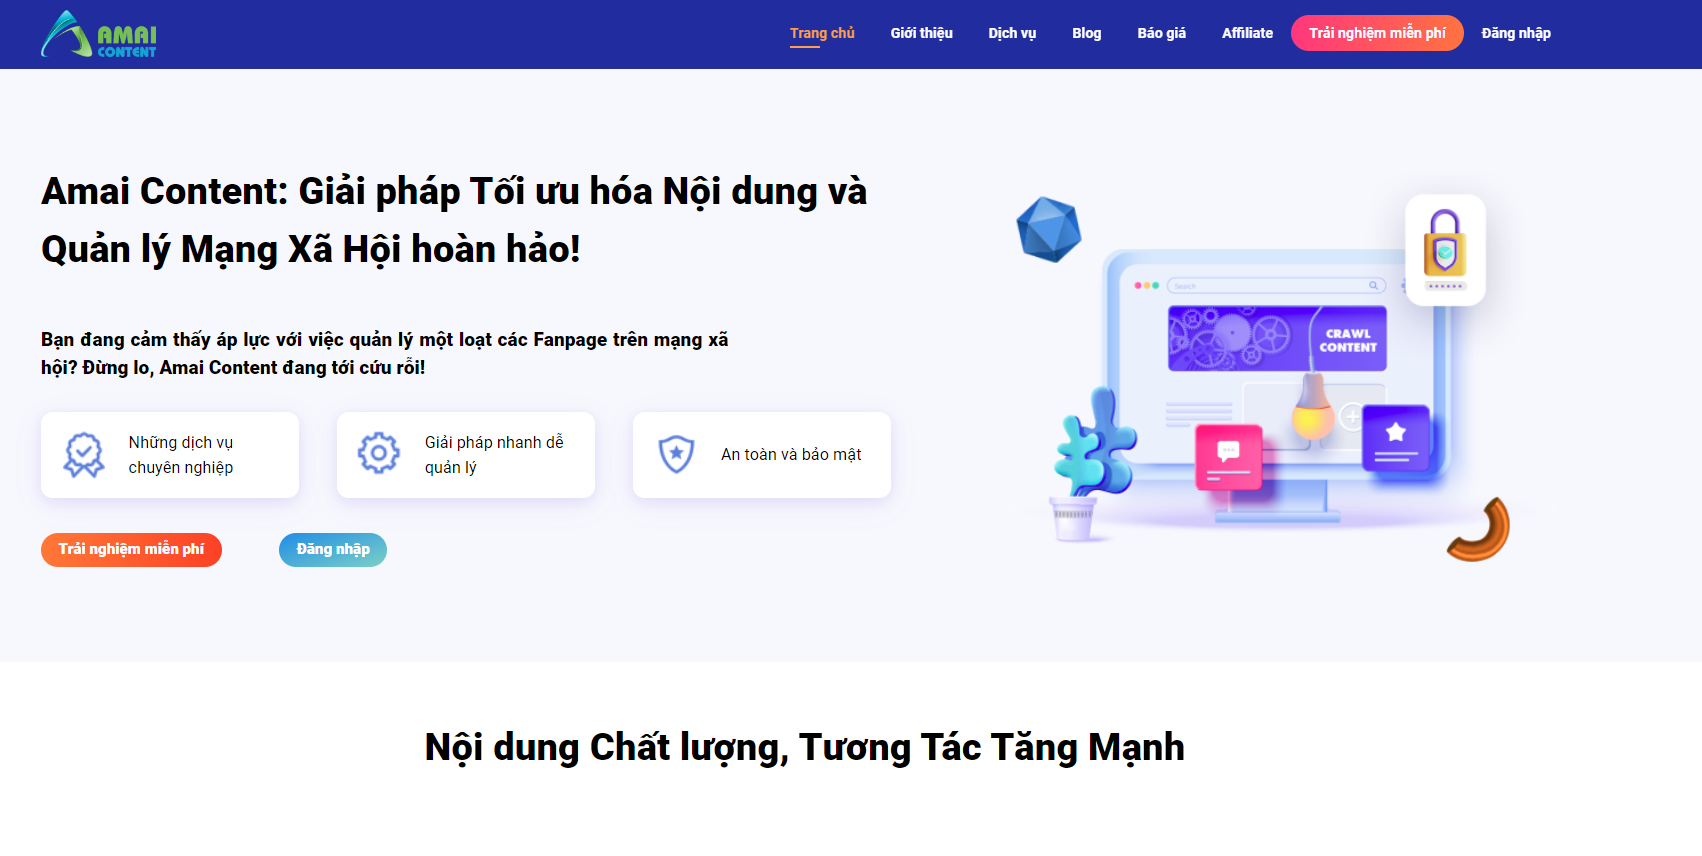 AMAI
CONTENT
Trang chủ
Giới thiệu
Dịch vụ
Blog
Báo giá
Affiliate
Trải nghiệm miễn phí
Đăng nhập
Amai Content: Giải pháp Tối ưu hóa Nội dung và
Quản lý Mạng Xã Hội hoàn hảo!
Bạn đang cảm thấy áp lực với việc quản lý một loạt các Fanpage trên mạng xã
hội? Đừng lo, Amai Content đang tới cứu rỗi!
Những dịch vụ
chuyên nghiệp
Giải pháp nhanh dễ
quản lý
An toàn và bảo mật
Trải nghiệm miễn phí
Đăng nhập
Search
CRAWL
CONTENT
Nội dung Chất lượng, Tương Tác Tăng Mạnh